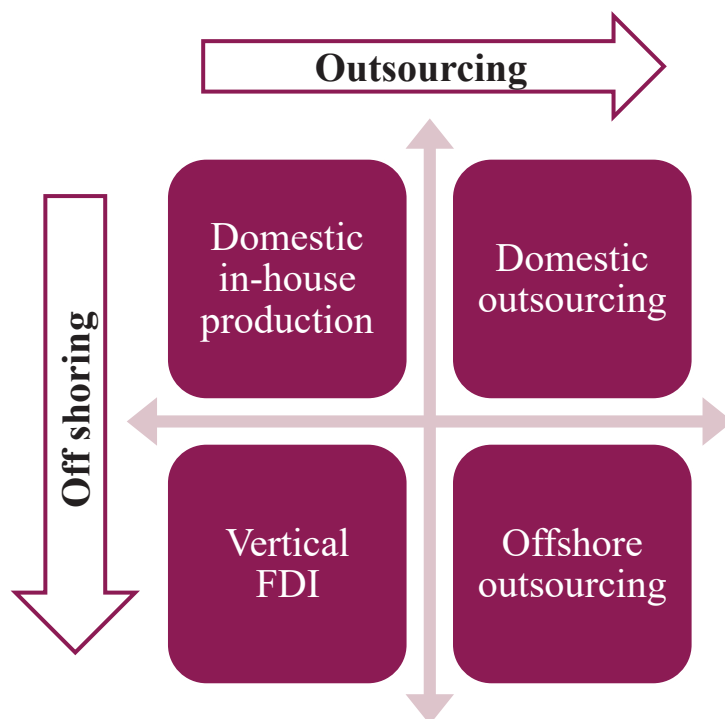 Outsourcing
Off shoring
Domestic
in-house
production
Domestic
outsourcing
Vertical
FDI
Offshore
outsourcing